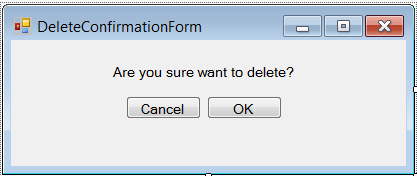 DeleteConfirmationForm
Are you sure want to delete?
Cancel OK